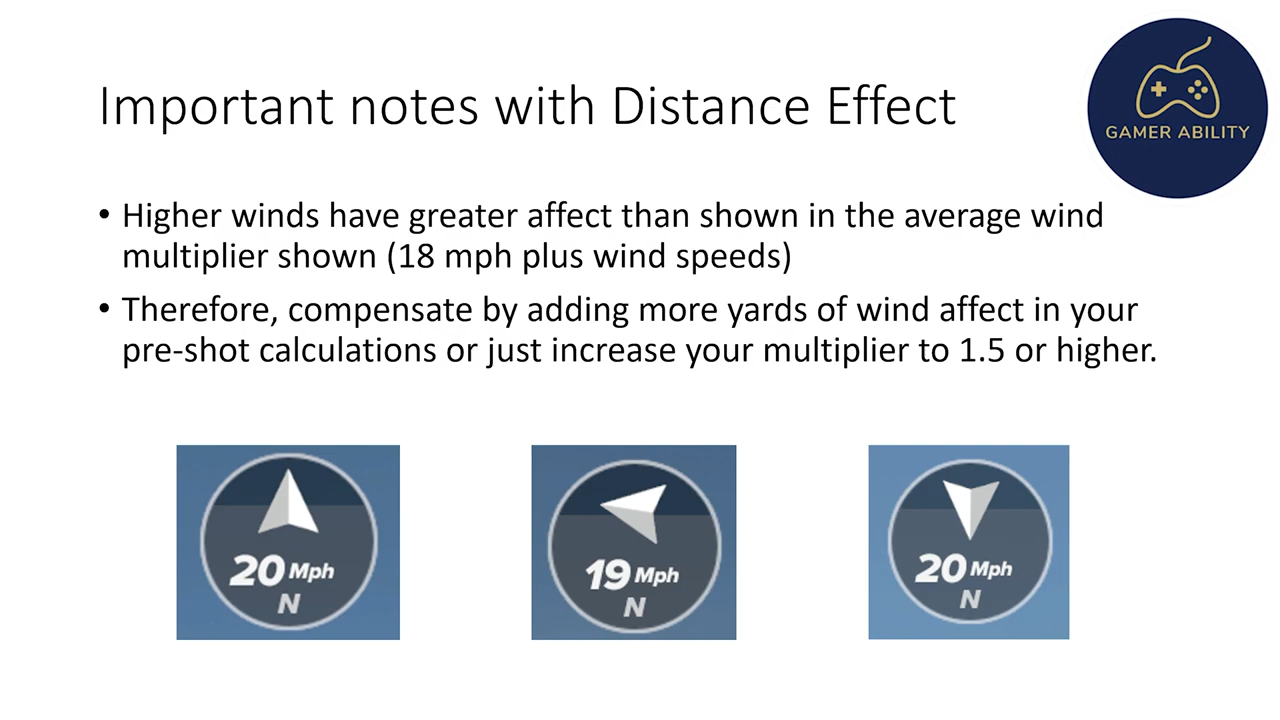 Important notes with Distance Effect
GAMER ABILITY
• Higher winds have greater affect than shown in the average wind
multiplier shown (18 mph plus wind speeds)
• Therefore, compensate by adding more yards of wind affect in your
pre-shot calculations or just increase your multiplier to 1.5 or higher.
20 Mph
N
19 Mph
N
20 Mph
N